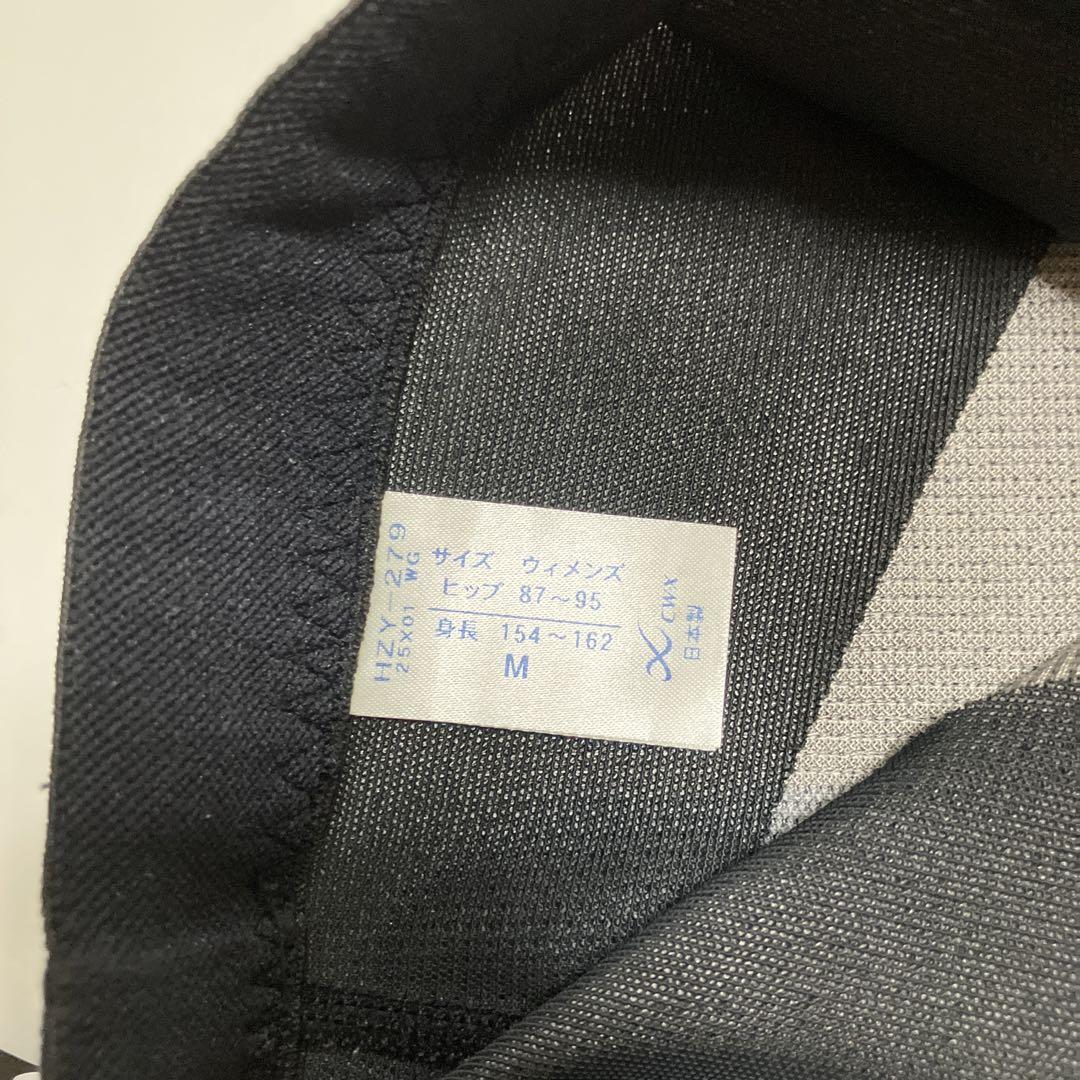 サイズ ウィメンズ
ヒップ 87～95
身長 154～162
M
HZY-279
25X01 WG
CW-X
日本製